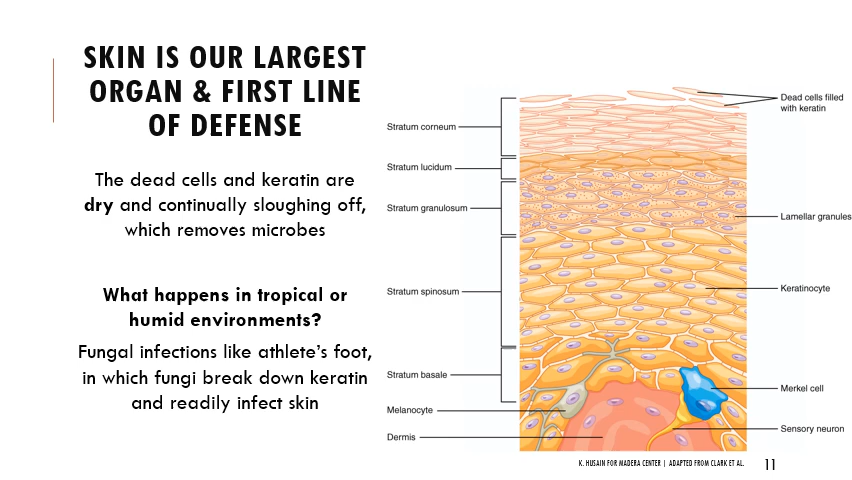 SKIN IS OUR LARGEST
ORGAN & FIRST LINE
OF DEFENSE
The dead cells and keratin are
dry and continually sloughing off,
which removes microbes
What happens in tropical or
humid environments?
Fungal infections like athlete's foot,
in which fungi break down keratin
and readily infect skin
Stratum corneum
Stratum lucidum
Stratum granulosum
Stratum spinosum
Stratum basale
Melanocyte
Dermis
Dead cells filled
with keratin
Lamellar granules
Keratinocyte
Merkel cell
Sensory neuron
K. HUSAIN FOR MADERA CENTER | ADAPTED FROM CLARK ET AL.
11